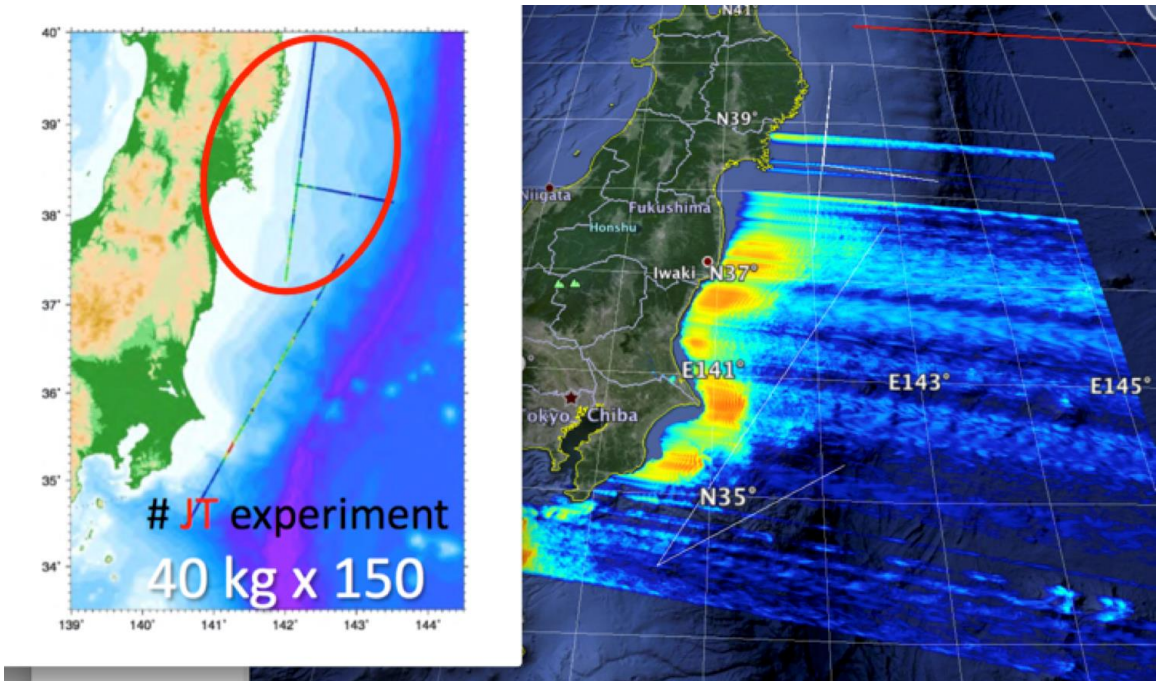 40°
39°
38°
37°
36°
35°
34°
139°
140°
141°
142°
143°
144°
# JT experiment
40 kg x 150
N41°
N39°
Niigata
Fukushima
Honshu
Iwaki N37°
E141°
E143°
E145°
Tokyo Chiba
N35°